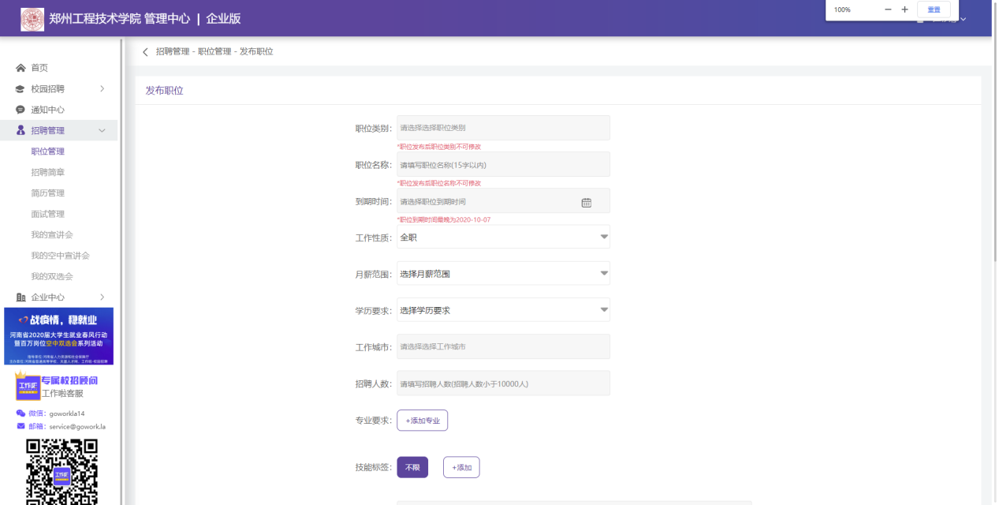 郑州工程技术学院 管理中心 | 企业版
100%
重置
招聘管理 - 职位管理 - 发布职位
首页
校园招聘
通知中心
招聘管理
职位管理
招聘简章
简历管理
面试管理
我的宣讲会
我的空中宣讲会
我的双选会
企业中心
战疫情，稳就业
河南省2020届大学生就业春风行动
暨百万岗位空中双选会系列活动
专属校招顾问
工作啦客服
微信：goworkla14
邮箱：service@gowork.la
发布职位
职位类别：
请选择选择职位类别
*职位发布后职位类别不可修改
职位名称：
请填写职位名称(15字以内)
*职位发布后职位名称不可修改
到期时间：
请选择职位到期时间
*职位到期时间最晚为2020-10-07
工作性质：
全职
月薪范围：
选择月薪范围
学历要求：
选择学历要求
工作城市：
请选择选择工作城市
招聘人数：
请填写招聘人数(招聘人数小于10000人)
专业要求：
+添加专业
技能标签：
不限
+添加